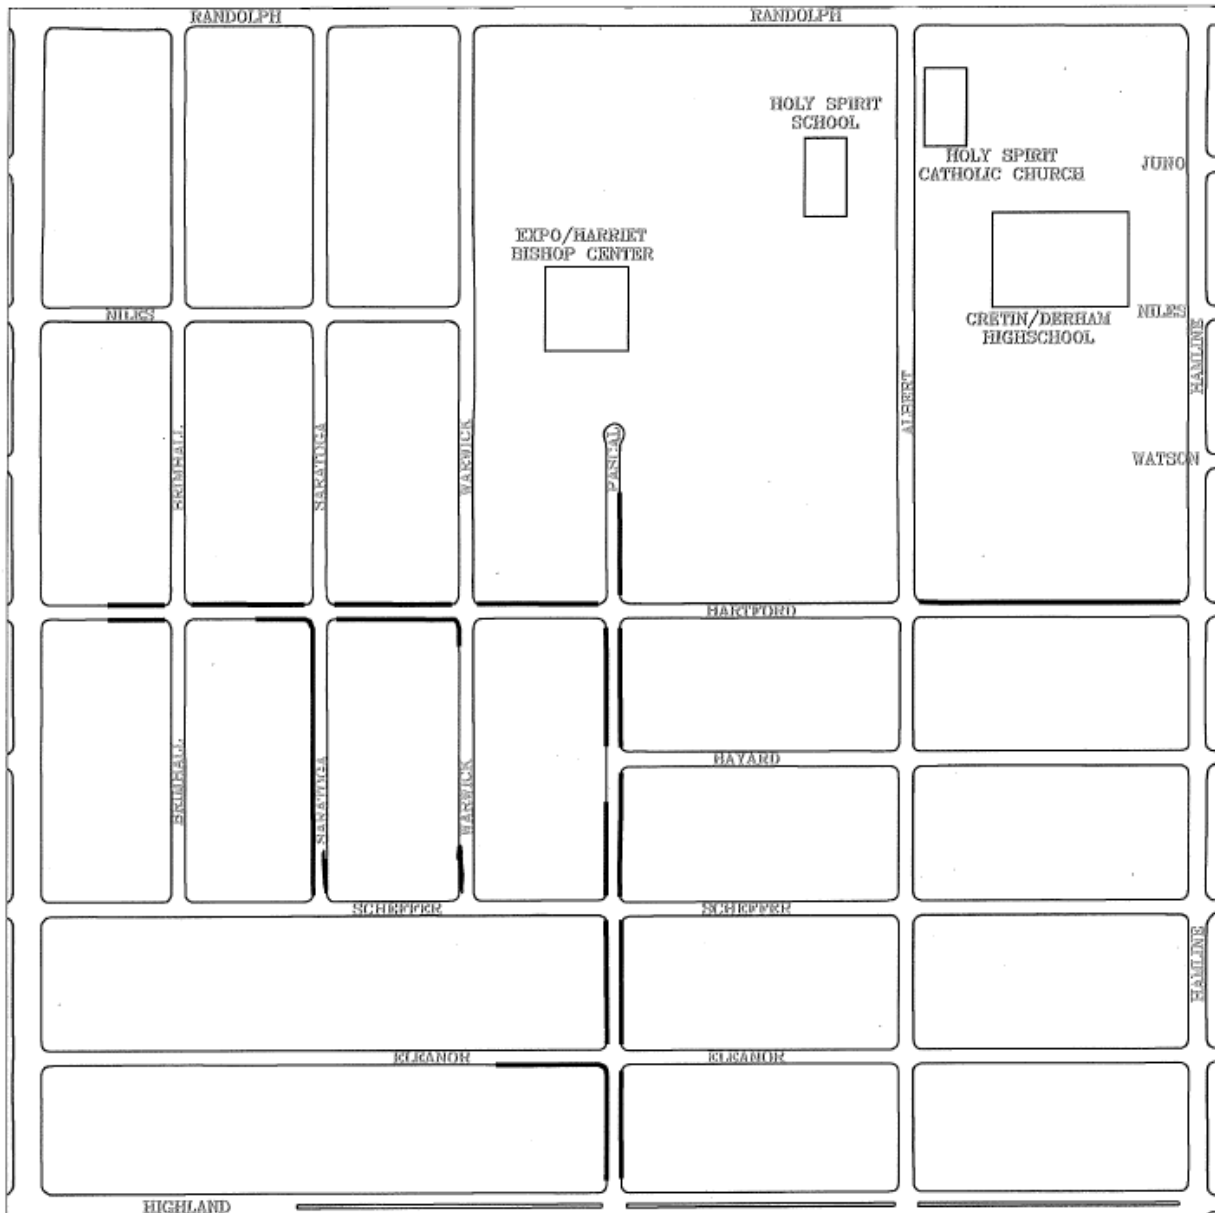 RANDOLPH
RANDOLPH
HOLY SPIRIT
SCHOOL
HOLY SPIRIT
CATHOLIC CHURCH
JUNO
EXPO/HARRIET
BISHOP CENTER
NILES
CRETIN/DERHAM
HIGHSCHOOL
NILES
HAMLINE
ALBERT
BRIMHALL
SARATOGA
WARWICK
PASCAL
WATSON
HARTFORD
BAYARD
BRIMHALL
SARATOGA
WARWICK
SCHEFFER
SCHEFFER
HAMLINE
ELEANOR
ELEANOR
HIGHLAND